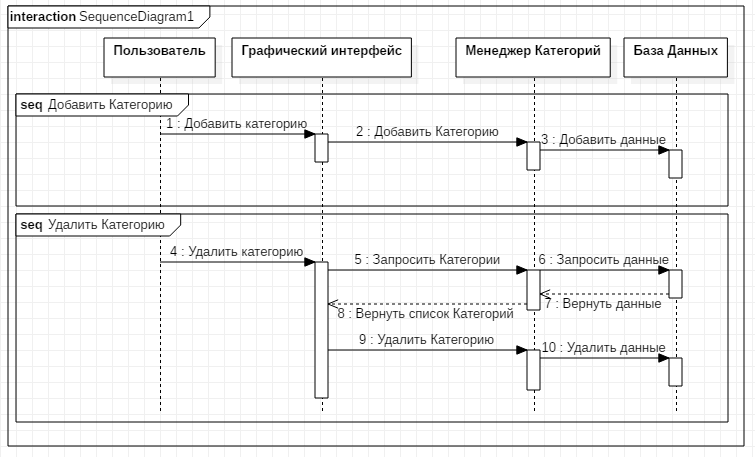 interaction SequenceDiagram1
Пользователь
Графический интерфейс
Менеджер Категорий
База Данных
seq Добавить Категорию
1 : Добавить категорию
2 : Добавить Категорию
3 : Добавить данные
seq Удалить Категорию
4 : Удалить категорию
5 : Запросить Категории
6 : Запросить данные
7 : Вернуть данные
8 : Вернуть список Категорий
9 : Удалить Категорию
10 : Удалить данные